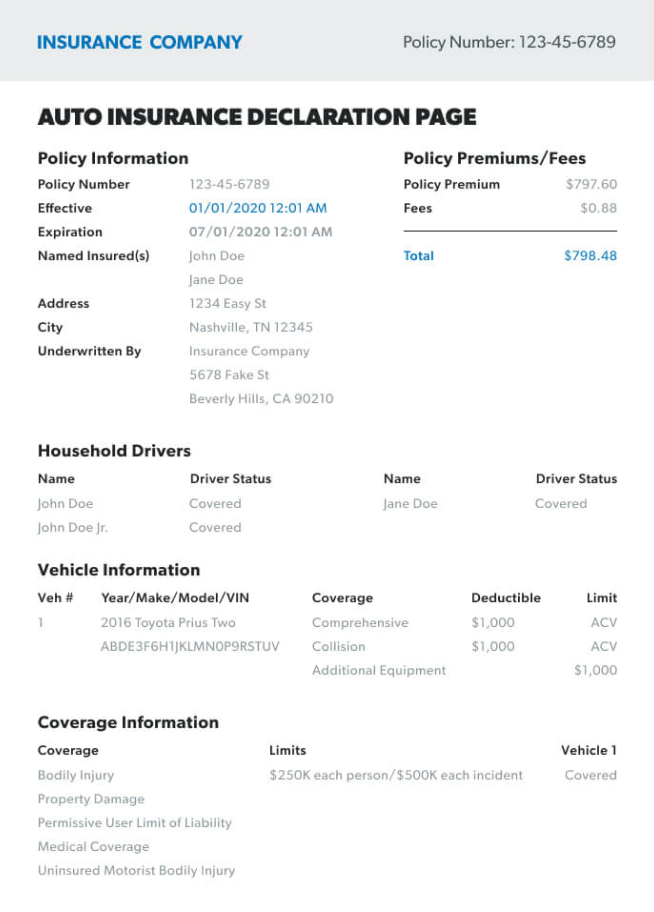 INSURANCE COMPANY Policy Number: 123-45-6789
AUTO INSURANCE DECLARATION PAGE
Policy Information
Policy Number 123-45-6789
Effective 01/01/2020 12:01 AM
Expiration 07/01/2020 12:01 AM
Named Insured(s) John Doe
Jane Doe
Address 1234 Easy St
City Nashville, TN 12345
Underwritten By Insurance Company
5678 Fake St
Beverly Hills, CA 90210
Policy Premiums/Fees
Policy Premium $797.60
Fees $0.88
Total $798.48
Household Drivers
Name Driver Status Name Driver Status
John Doe Covered Jane Doe Covered
John Doe Jr. Covered
Vehicle Information
Veh # Year/Make/Model/VIN Coverage Deductible Limit
1 2016 Toyota Prius Two Comprehensive $1,000 ACV
ABDE3F6H1JKLMN0P9RSTUV Collision $1,000 ACV
Additional Equipment $1,000
Coverage Information
Coverage Limits Vehicle 1
Bodily Injury $250K each person/$500K each incident Covered
Property Damage
Permissive User Limit of Liability
Medical Coverage
Uninsured Motorist Bodily Injury